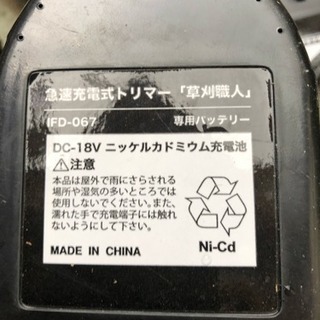 急速充電式トリマー「草刈職人」
IFD-067 専用バッテリー
DC-18V ニッケルカドミウム充電池
⚠注意
本品は屋外で雨にさらされる
場所や湿気の多いところでは
使用しないでください。また、
濡れた手で充電端子には触れ
ないようにして下さい。
MADE IN CHINA
Ni-Cd